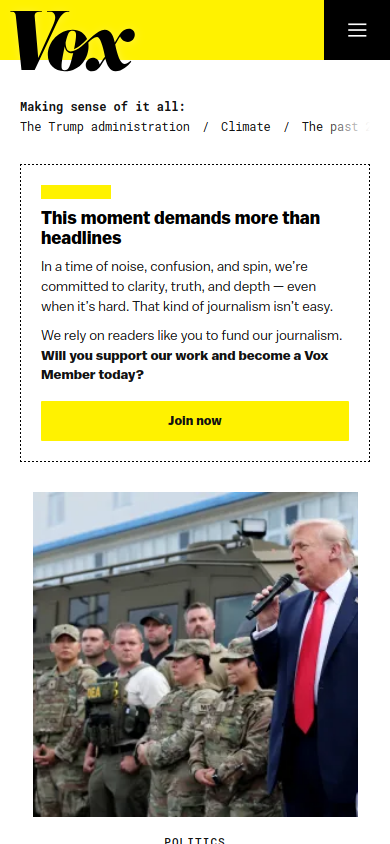 Vox
Making sense of it all:
The Trump administration / Climate / The past
This moment demands more than
headlines
In a time of noise, confusion, and spin, we’re
committed to clarity, truth, and depth — even
when it’s hard. That kind of journalism isn’t easy.
We rely on readers like you to fund our journalism.
Will you support our work and become a Vox
Member today?
Join now
DEA
POLITICS